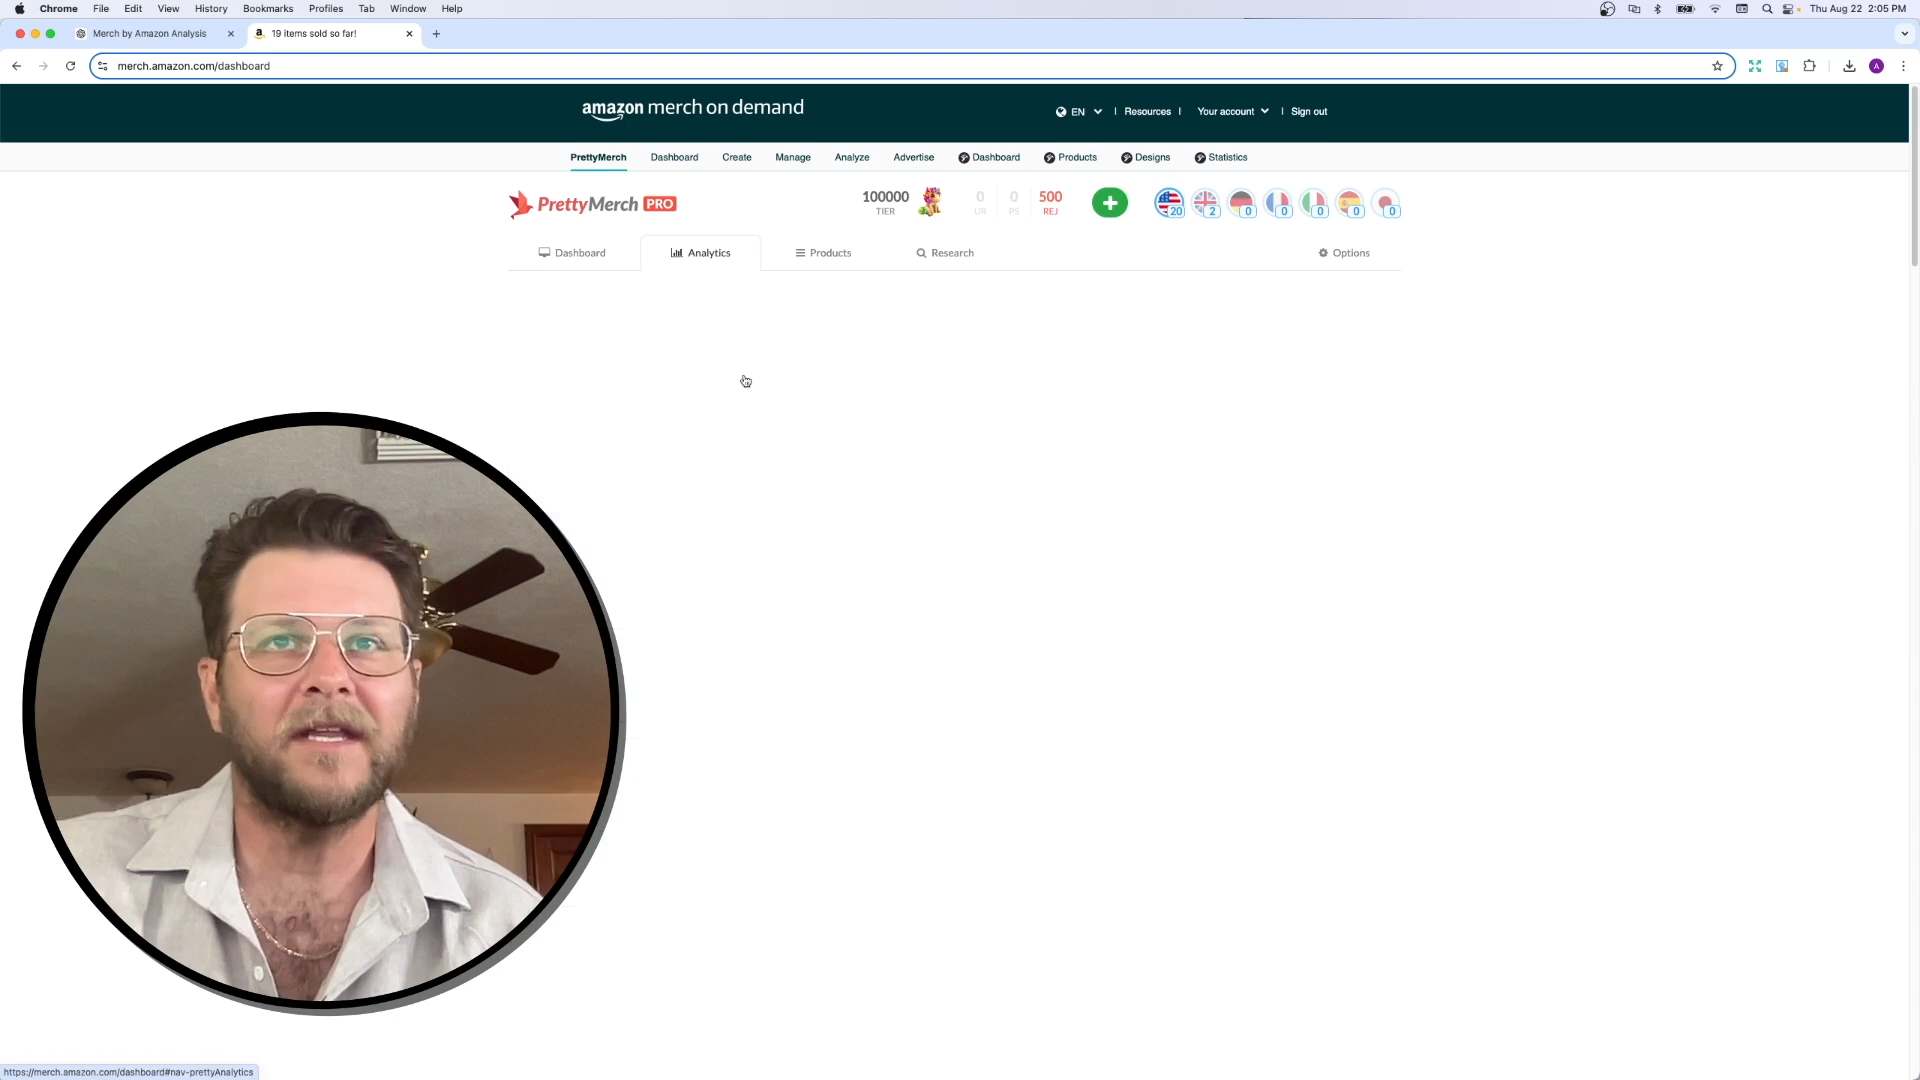 Chrome File Edit View History Bookmarks Profiles Tab Window Help Thu Aug 22 2:05 PM
Merch by Amazon Analysis 19 items sold so far!
merch.amazon.com/dashboard A
amazon merch on demand EN Resources Your account Sign out
PrettyMerch Dashboard Create Manage Analyze Advertise Dashboard Products Designs Statistics
PrettyMerch PRO 100000 TIER 0 UR 0 PS 500 REJ 20 2 0 0 0 0 0
Dashboard Analytics Products Research Options
https://merch.amazon.com/dashboard#nav-prettyAnalytics